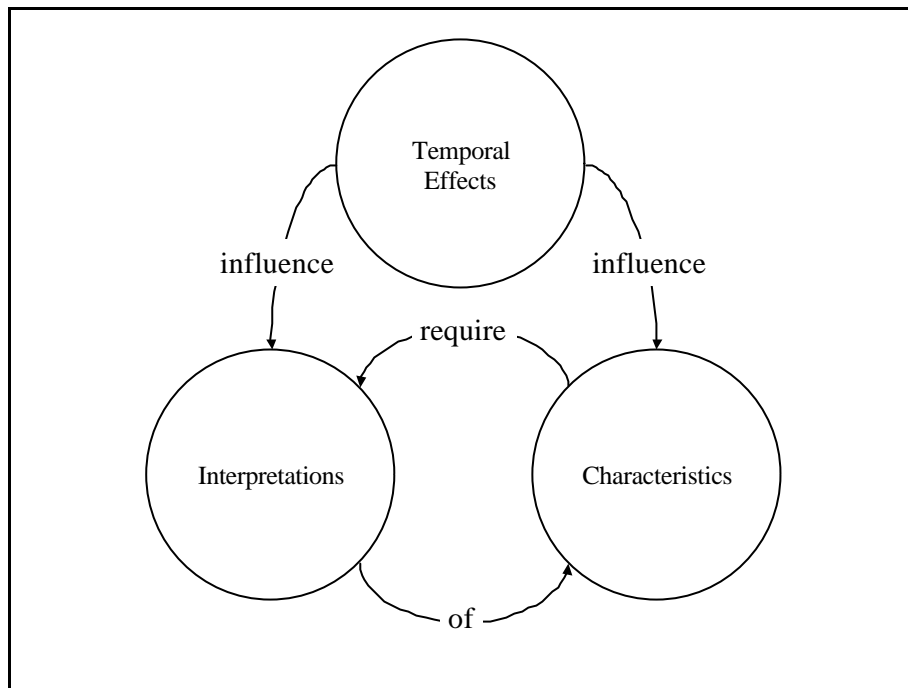 Temporal
Effects
influence
influence
require
Interpretations
Characteristics
of